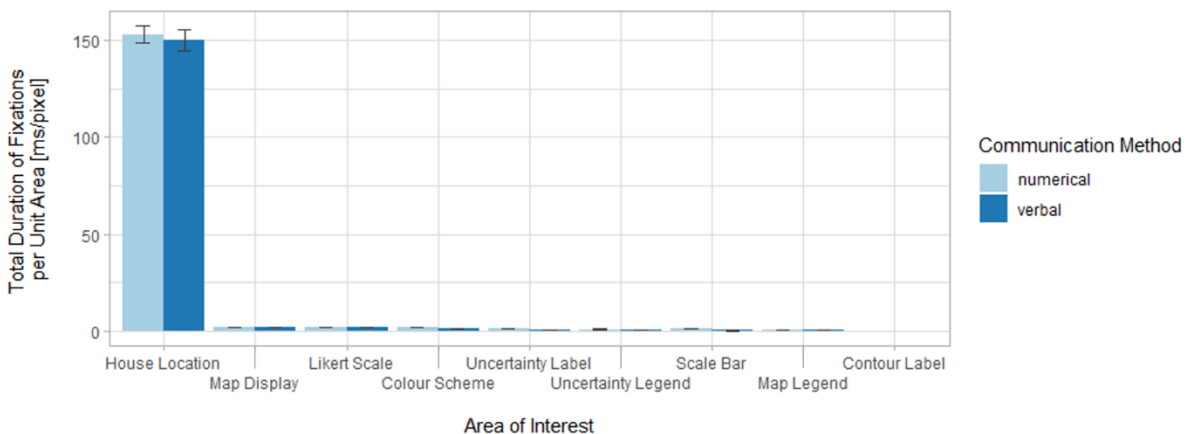 Total Duration of Fixations
per Unit Area [ms/pixel]
150
100
50
0
House Location
Map Display
Likert Scale
Colour Scheme
Uncertainty Label
Uncertainty Legend
Scale Bar
Map Legend
Contour Label
Area of Interest
Communication Method
numerical
verbal